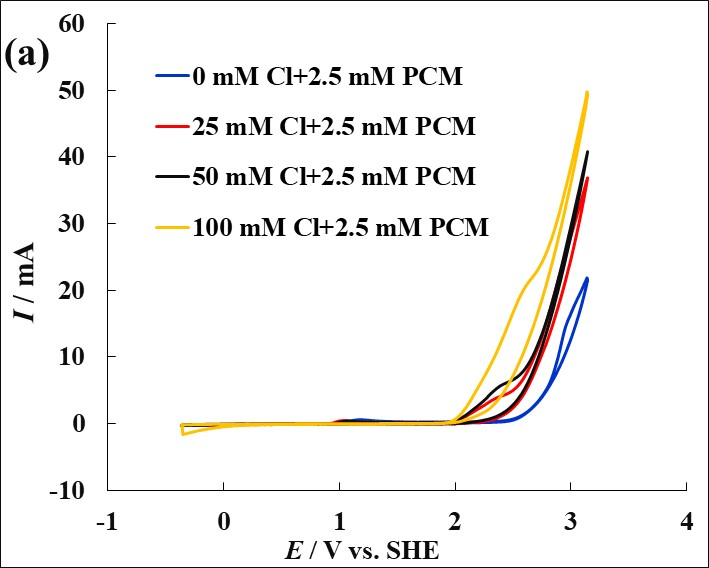 (a)
60
50
40
30
20
10
0
-10
I / mA
0 mM Cl+2.5 mM PCM
25 mM Cl+2.5 mM PCM
50 mM Cl+2.5 mM PCM
100 mM Cl+2.5 mM PCM
-1 0 1 2 3 4
E / V vs. SHE